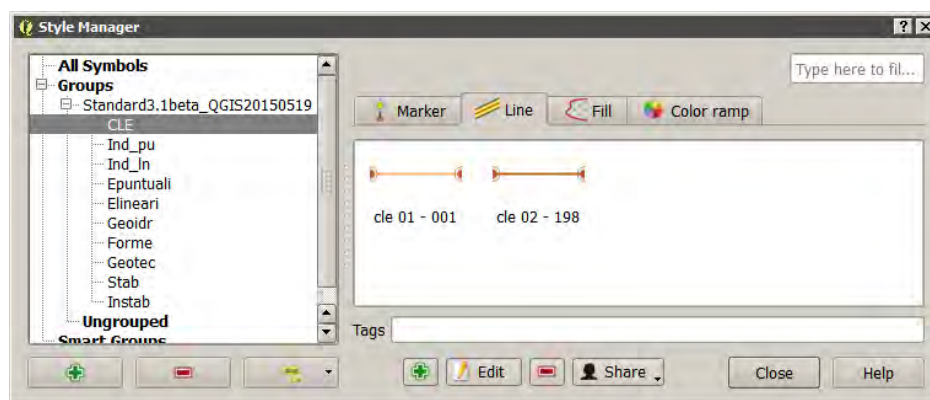 Style Manager
All Symbols
Groups
Standard3.1beta_QGIS20150519
CLE
Ind_pu
Ind_ln
Epuntuali
Elineari
Geoidr
Forme
Geotec
Stab
Instab
Ungrouped
Smart Groups
Type here to fil...
Marker Line Fill Color ramp
cle 01 - 001 cle 02 - 198
Tags
Edit Share Close Help